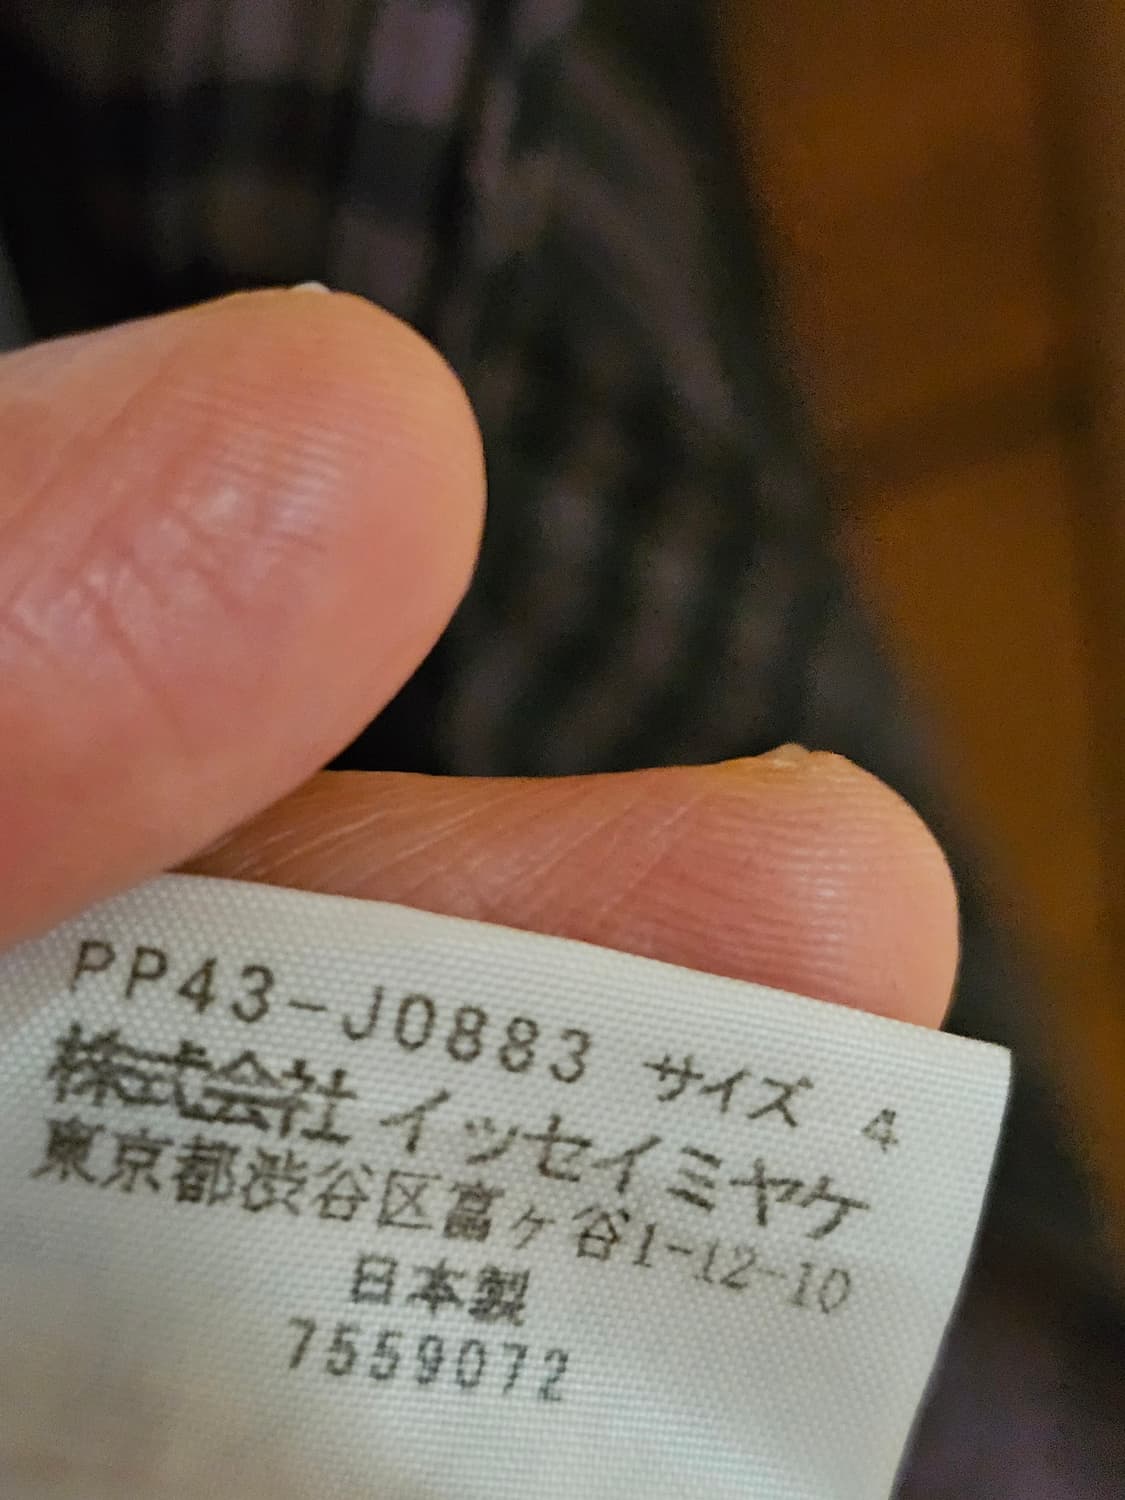 PP43-J0883 サイズ 4
株式会社 イッセイミヤケ
東京都渋谷区富ヶ谷1-12-10
日本製
7559072